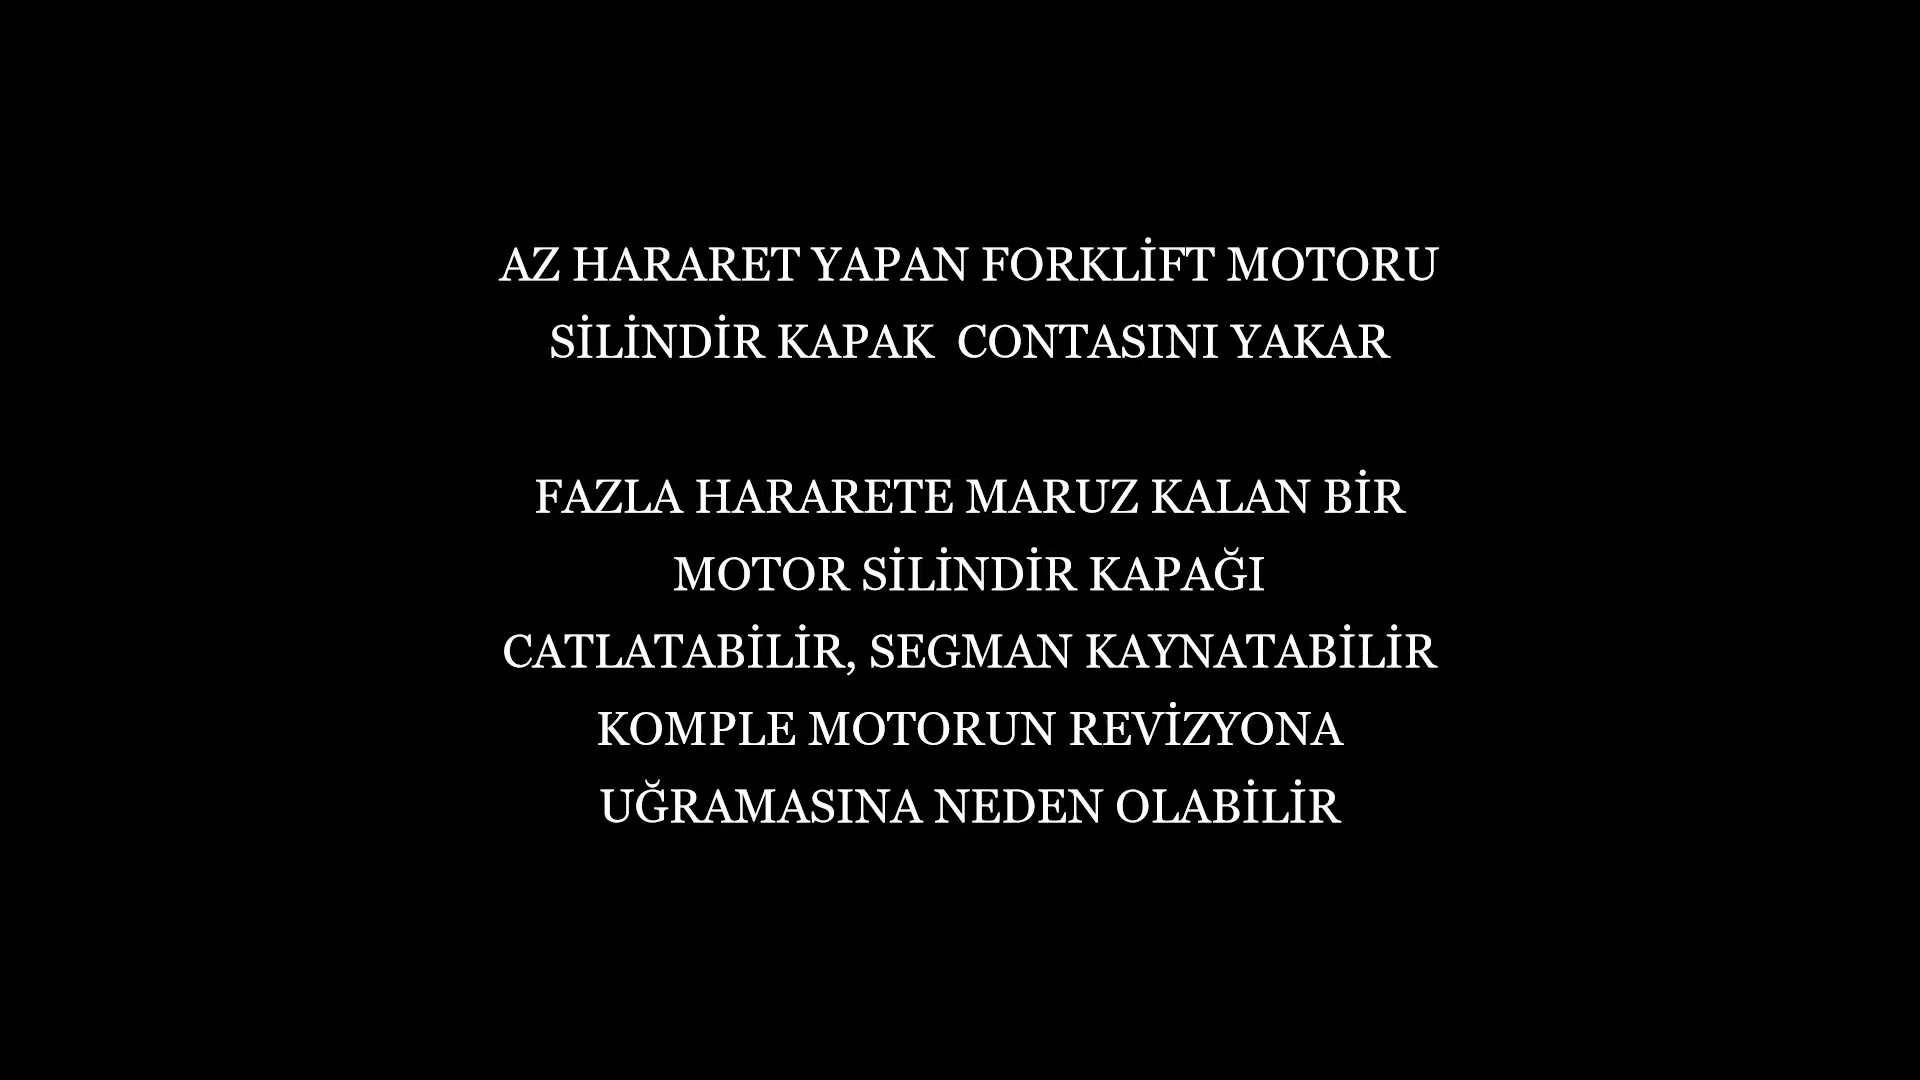 AZ HARARET YAPAN FORKLİFT MOTORU
SİLİNDİR KAPAK  CONTASINI YAKAR
FAZLA HARARETE MARUZ KALAN BİR
MOTOR SİLİNDİR KAPAĞI
CATLATABİLİR, SEGMAN KAYNATABİLİR
KOMPLE MOTORUN REVİZYONA
UĞRAMASINA NEDEN OLABİLİR